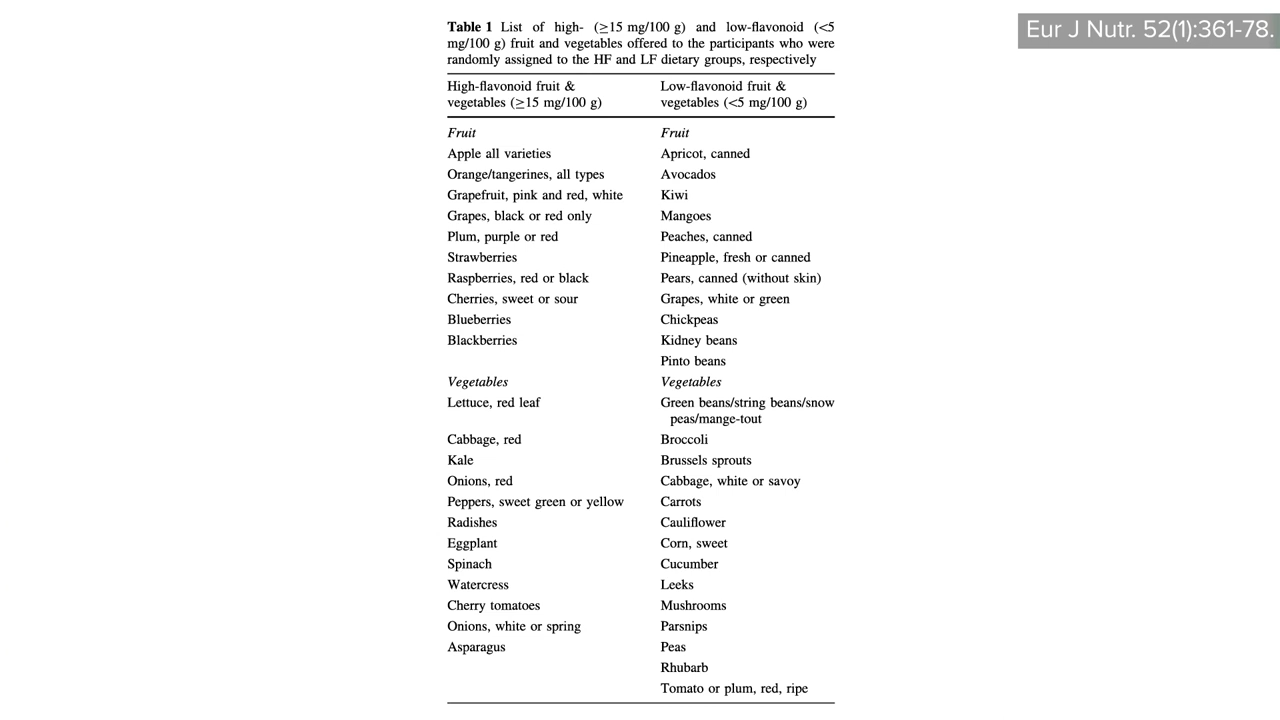 Eur J Nutr. 52(1):361-78.
Table 1 List of high- (≥15 mg/100 g) and low-flavonoid (<5
mg/100 g) fruit and vegetables offered to the participants who were
randomly assigned to the HF and LF dietary groups, respectively
High-flavonoid fruit & Low-flavonoid fruit &
vegetables (≥15 mg/100 g) vegetables (<5 mg/100 g)
Fruit Fruit
Apple all varieties Apricot, canned
Orange/tangerines, all types Avocados
Grapefruit, pink and red, white Kiwi
Grapes, black or red only Mangoes
Plum, purple or red Peaches, canned
Strawberries Pineapple, fresh or canned
Raspberries, red or black Pears, canned (without skin)
Cherries, sweet or sour Grapes, white or green
Blueberries Chickpeas
Blackberries Kidney beans
Pinto beans
Vegetables Vegetables
Lettuce, red leaf Green beans/string beans/snow
peas/mange-tout
Cabbage, red Broccoli
Kale Brussels sprouts
Onions, red Cabbage, white or savoy
Peppers, sweet green or yellow Carrots
Radishes Cauliflower
Eggplant Corn, sweet
Spinach Cucumber
Watercress Leeks
Cherry tomatoes Mushrooms
Onions, white or spring Parsnips
Asparagus Peas
Rhubarb
Tomato or plum, red, ripe